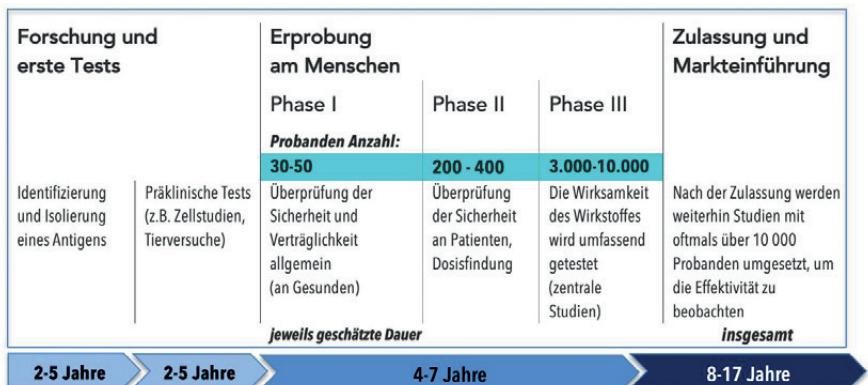 Forschung und
erste Tests
Erprobung
am Menschen
Zulassung und
Markteinführung
Phase I
Phase II
Phase III
Probanden Anzahl:
30-50
200 - 400
3.000-10.000
Identifizierung
und Isolierung
eines Antigens
Präklinische Tests
(z.B. Zellstudien,
Tierversuche)
Überprüfung der
Sicherheit und
Verträglichkeit
allgemein
(an Gesunden)
Überprüfung
der Sicherheit
an Patienten,
Dosisfindung
Die Wirksamkeit
des Wirkstoffes
wird umfassend
getestet
(zentrale
Studien)
Nach der Zulassung werden
weiterhin Studien mit
oftmals über 10 000
Probanden umgesetzt, um
die Effektivität zu
beobachten
jeweils geschätzte Dauer
insgesamt
2-5 Jahre
2-5 Jahre
4-7 Jahre
8-17 Jahre